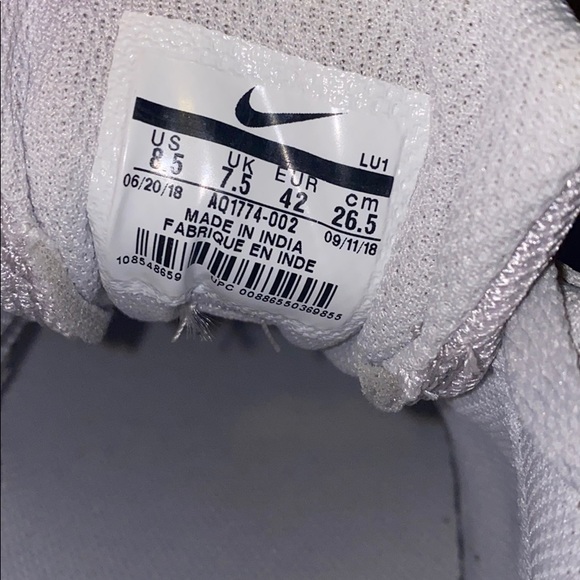 LU1
US UK EUR cm
8.5 7.5 42 26.5
06/20/18 AQ1774-002 09/11/18
MADE IN INDIA
FABRIQUE EN INDE
108548659
UPC 00886550369855